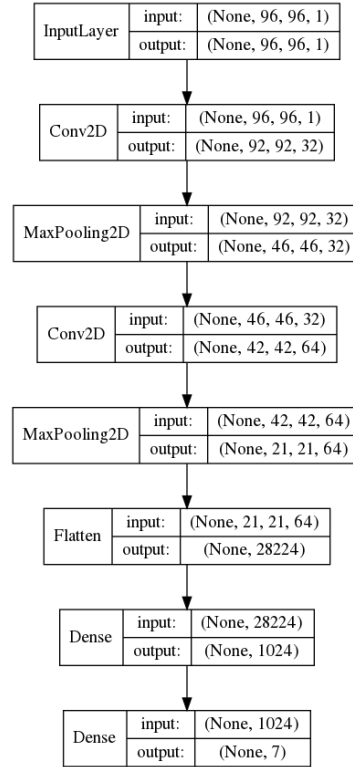 InputLayer
input: (None, 96, 96, 1)
output: (None, 96, 96, 1)
Conv2D
input: (None, 96, 96, 1)
output: (None, 92, 92, 32)
MaxPooling2D
input: (None, 92, 92, 32)
output: (None, 46, 46, 32)
Conv2D
input: (None, 46, 46, 32)
output: (None, 42, 42, 64)
MaxPooling2D
input: (None, 42, 42, 64)
output: (None, 21, 21, 64)
Flatten
input: (None, 21, 21, 64)
output: (None, 28224)
Dense
input: (None, 28224)
output: (None, 1024)
Dense
input: (None, 1024)
output: (None, 7)